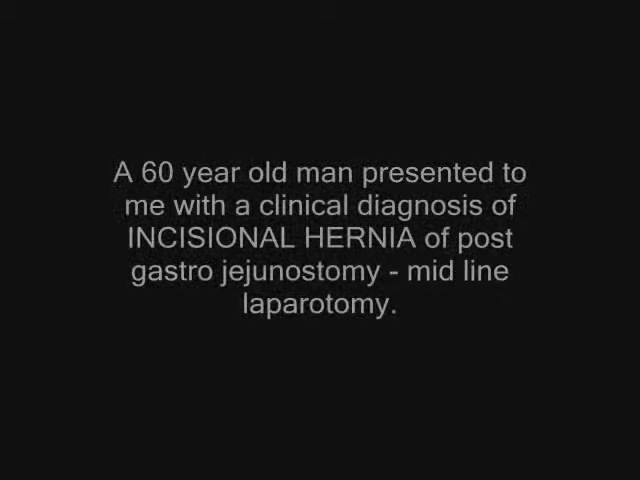 A 60 year old man presented to
me with a clinical diagnosis of
INCISIONAL HERNIA of post
gastro jejunostomy - mid line
laparotomy.